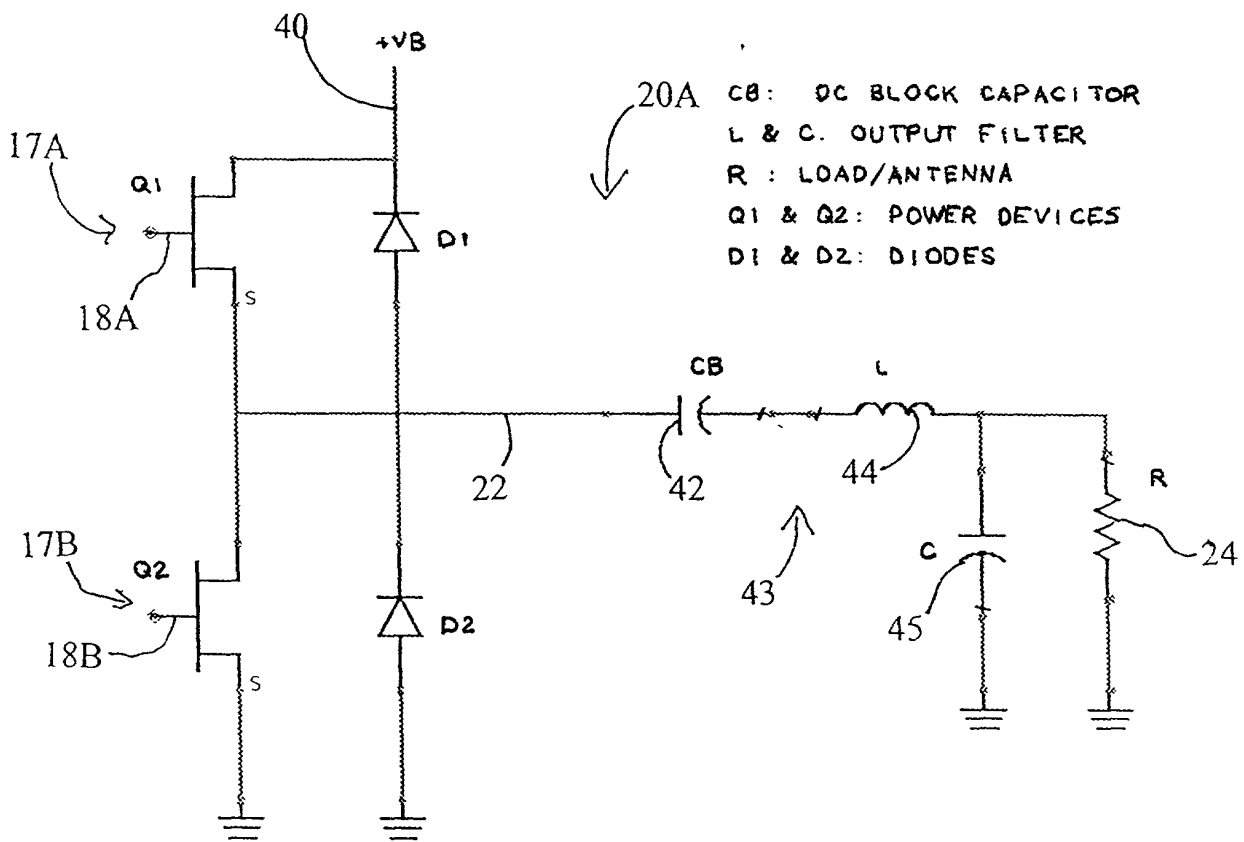 40
+VB
20A
CB: DC BLOCK CAPACITOR
L & C. OUTPUT FILTER
R : LOAD/ANTENNA
Q1 & Q2: POWER DEVICES
D1 & D2: DIODES
17A
Q1
D1
18A
S
CB
L
22
42
44
R
17B
Q2
C
24
43
45
D2
18B
S